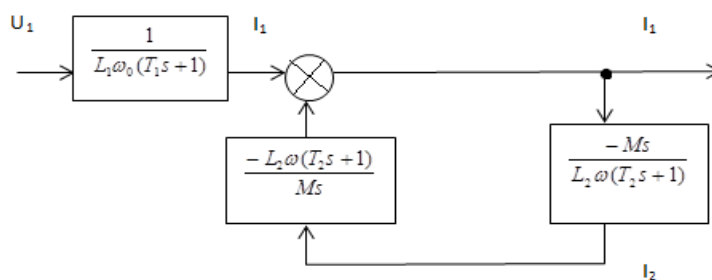 U₁
I₁
I₁
1 / L₁ω₀(T₁s + 1)
−L₂ω(T₂s + 1) / Ms
−Ms / L₂ω(T₂s + 1)
I₂